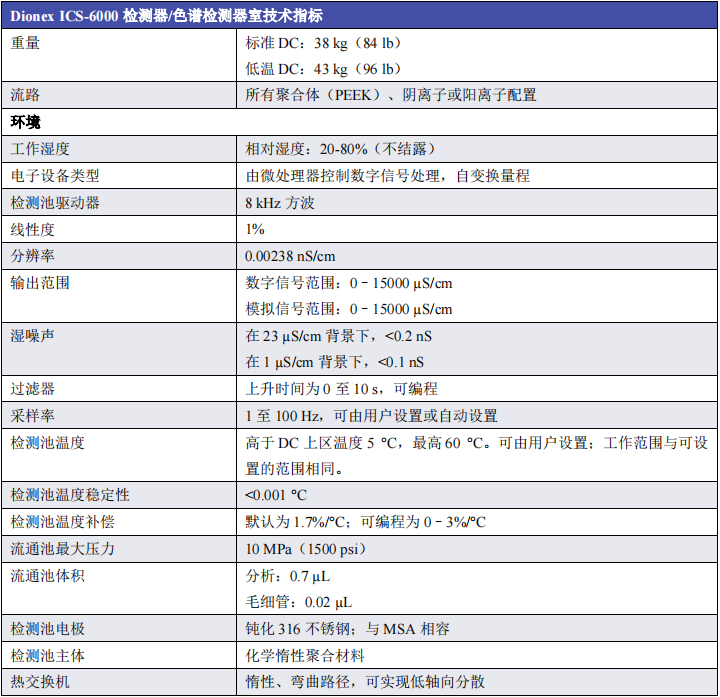 Dionex ICS-6000 检测器/色谱检测器室技术指标
重量 标准 DC：38 kg（84 lb）
低温 DC：43 kg（96 lb）
流路 所有聚合体（PEEK）、阴离子或阳离子配置
环境
工作湿度 相对湿度：20-80%（不结露）
电子设备类型 由微处理器控制数字信号处理，自变换量程
检测池驱动器 8 kHz 方波
线性度 1%
分辨率 0.00238 nS/cm
输出范围 数字信号范围：0﹣15000 µS/cm
模拟信号范围：0﹣15000 µS/cm
湿噪声 在 23 µS/cm 背景下，<0.2 nS
在 1 µS/cm 背景下，<0.1 nS
过滤器 上升时间为 0 至 10 s，可编程
采样率 1 至 100 Hz，可由用户设置或自动设置
检测池温度 高于 DC 上区温度 5 °C，最高 60 °C。可由用户设置；工作范围与可设
置的范围相同。
检测池温度稳定性 <0.001 °C
检测池温度补偿 默认为 1.7%/°C；可编程为 0﹣3%/°C
流通池最大压力 10 MPa（1500 psi）
流通池体积 分析：0.7 µL
毛细管：0.02 µL
检测池电极 钝化 316 不锈钢；与 MSA 相容
检测池主体 化学惰性聚合材料
热交换机 惰性、弯曲路径，可实现低轴向分散